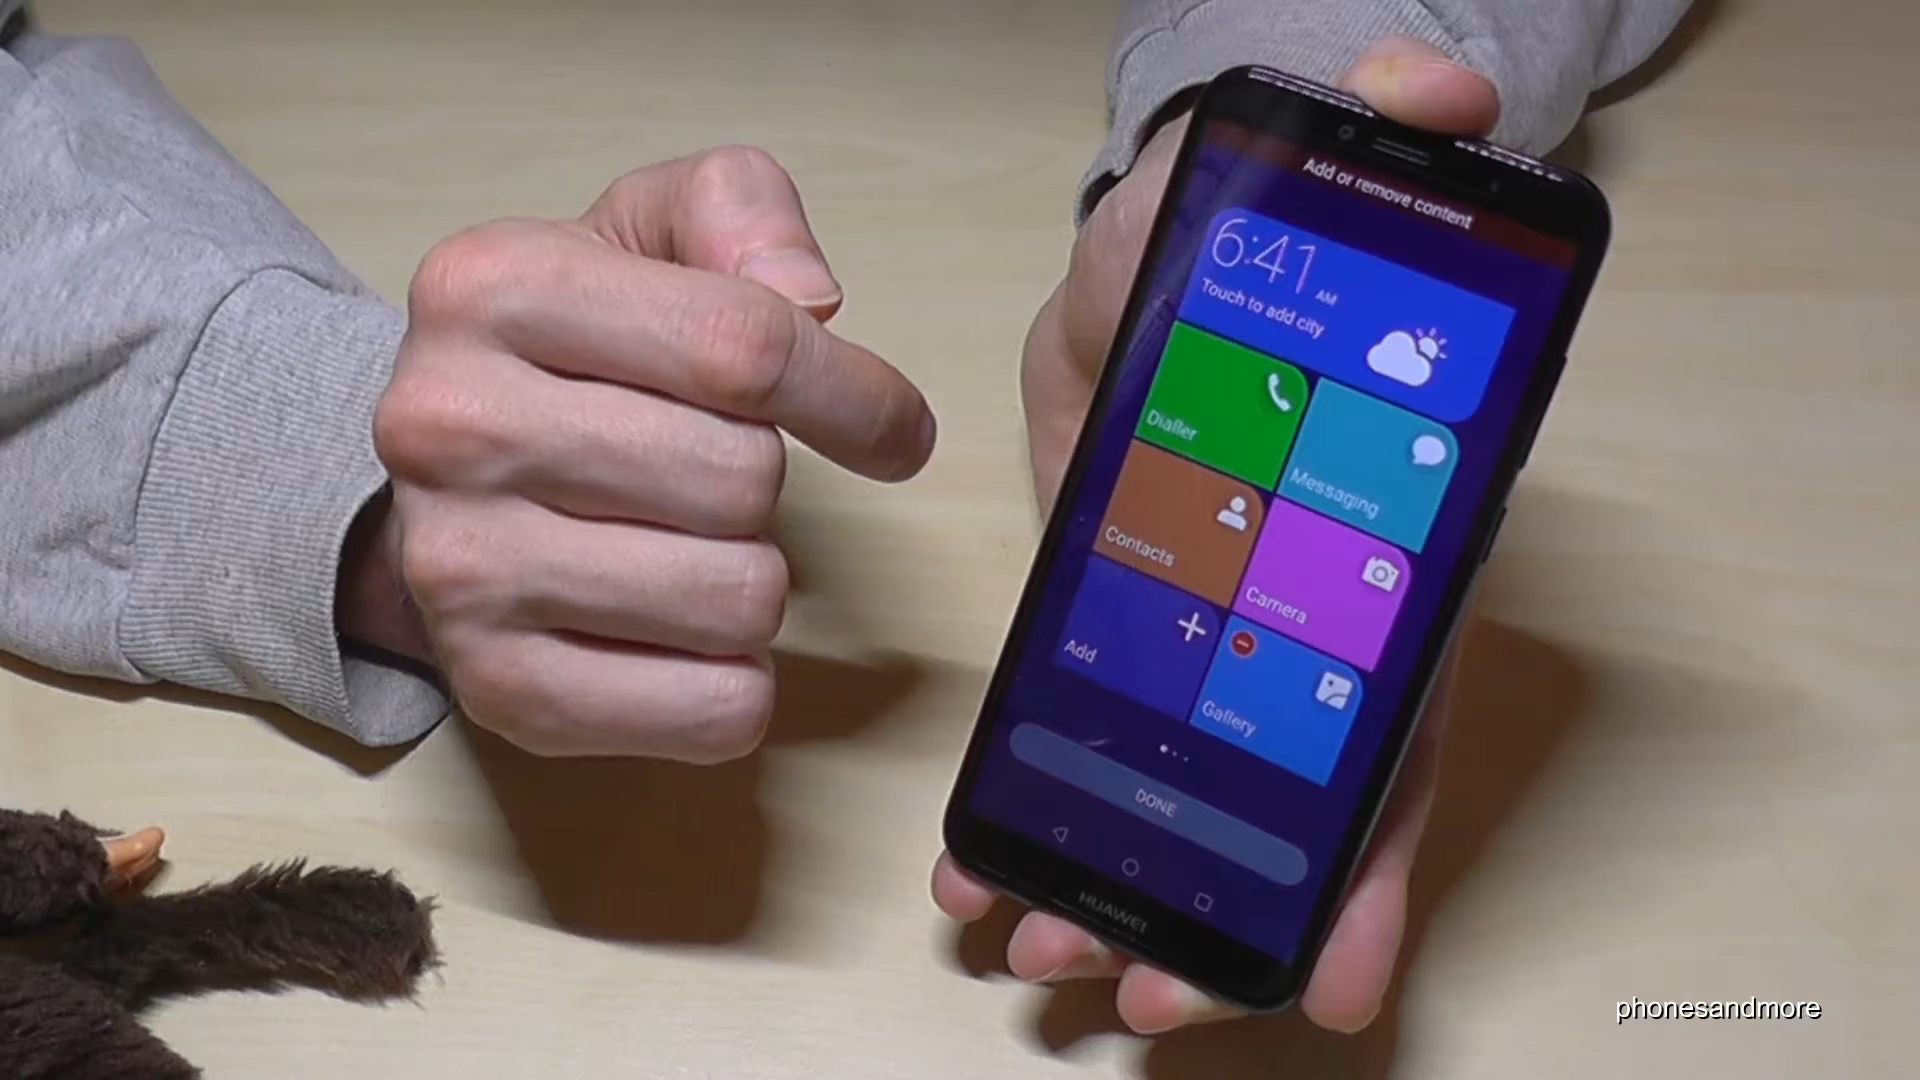 Add or remove content
6:41 AM
Touch to add city
Dialler
Messaging
Contacts
Camera
Add
Gallery
DONE
HUAWEI
phonesandmore